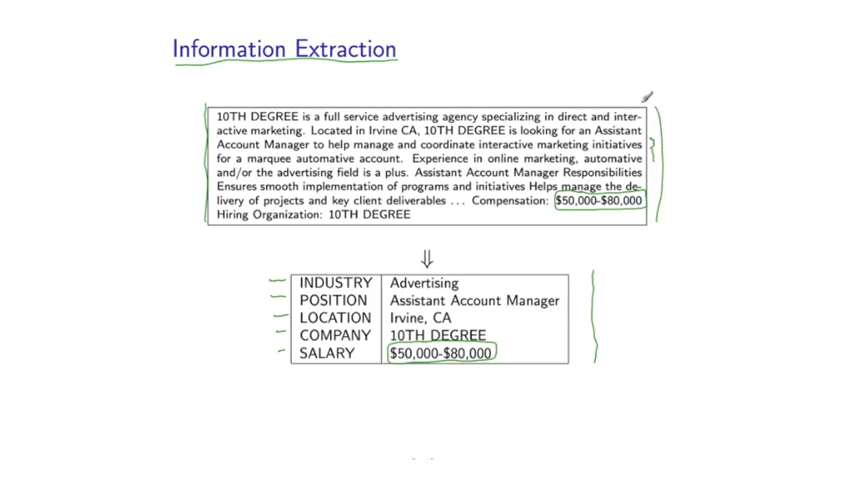 Information Extraction
10TH DEGREE is a full service advertising agency specializing in direct and inter-
active marketing. Located in Irvine CA, 10TH DEGREE is looking for an Assistant
Account Manager to help manage and coordinate interactive marketing initiatives
for a marquee automative account. Experience in online marketing, automative
and/or the advertising field is a plus. Assistant Account Manager Responsibilities
Ensures smooth implementation of programs and initiatives Helps manage the de-
livery of projects and key client deliverables ... Compensation: $50,000-$80,000
Hiring Organization: 10TH DEGREE
⇓
INDUSTRY Advertising
POSITION Assistant Account Manager
LOCATION Irvine, CA
COMPANY 10TH DEGREE
SALARY $50,000-$80,000